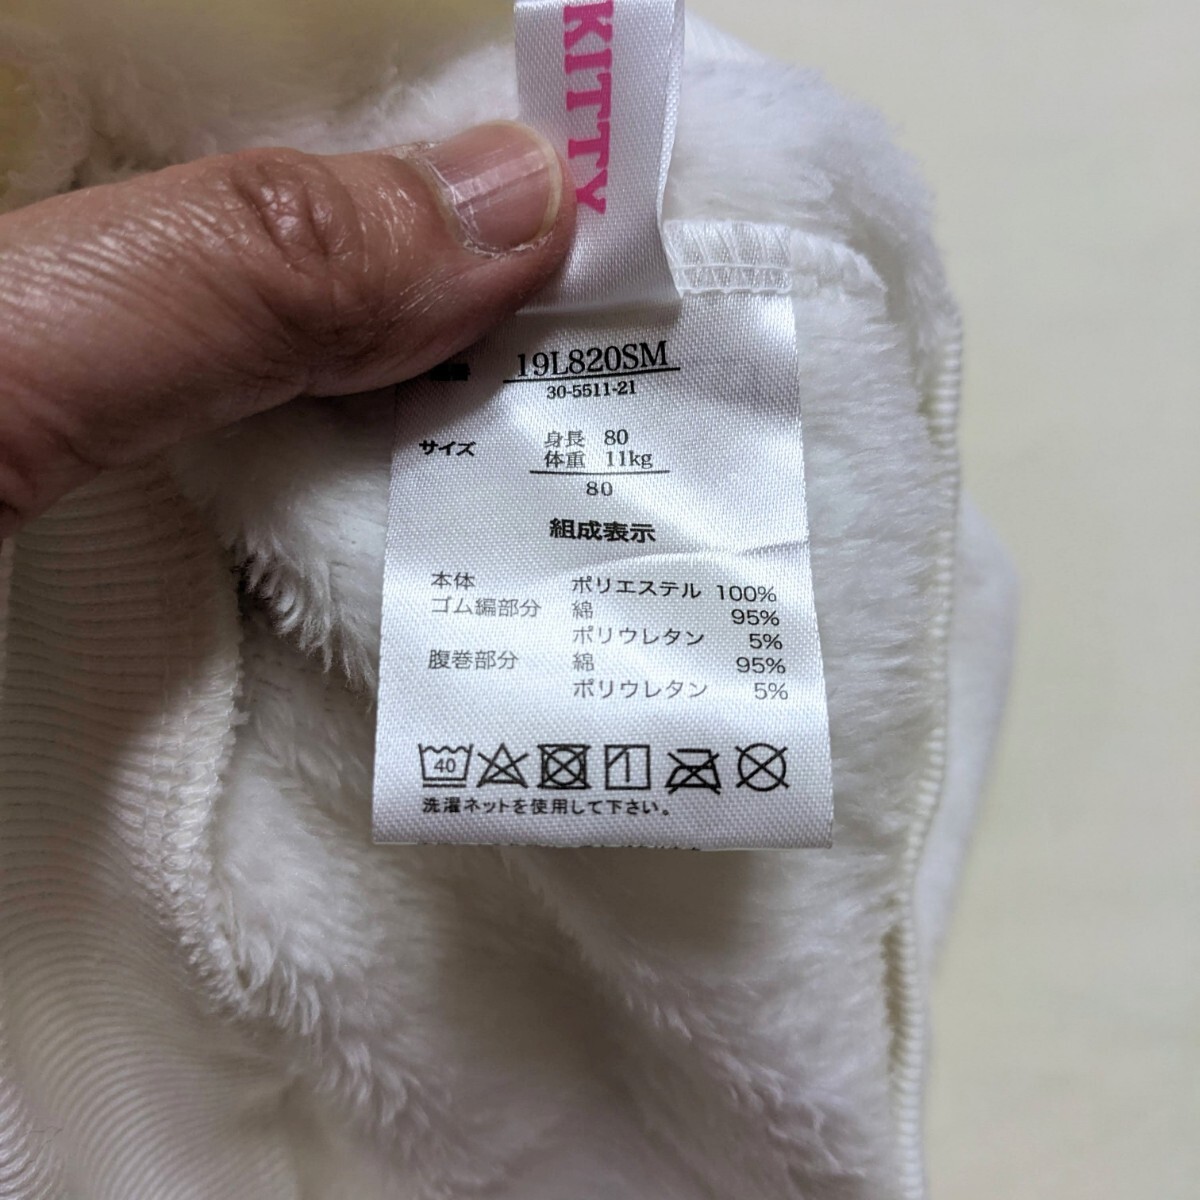 KITTY
19L820SM
30-5511-21
サイズ 身長 80
体重 11kg
80
組成表示
本体 ポリエステル 100%
ゴム編部分 綿 95%
ポリウレタン 5%
腹巻部分 綿 95%
ポリウレタン 5%
40
洗濯ネットを使用して下さい。